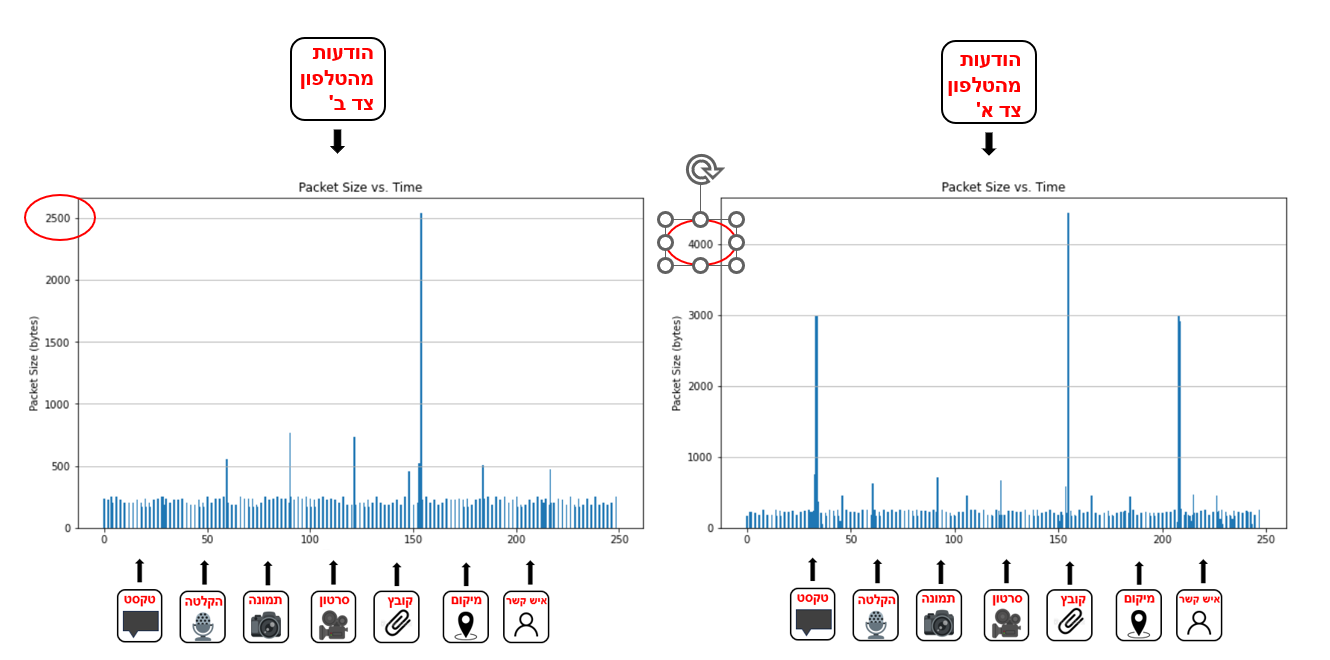 הודעות
מהטלפון
צד ב'
Packet Size vs. Time
Packet Size (bytes)
2500
2000
1500
1000
500
0
0 50 100 150 200 250
טקסט
הקלטה
תמונה
סרטון
קובץ
מיקום
איש קשר
הודעות
מהטלפון
צד א'
Packet Size vs. Time
Packet Size (bytes)
4000
3000
2000
1000
0
0 50 100 150 200 250
טקסט
הקלטה
תמונה
סרטון
קובץ
מיקום
איש קשר